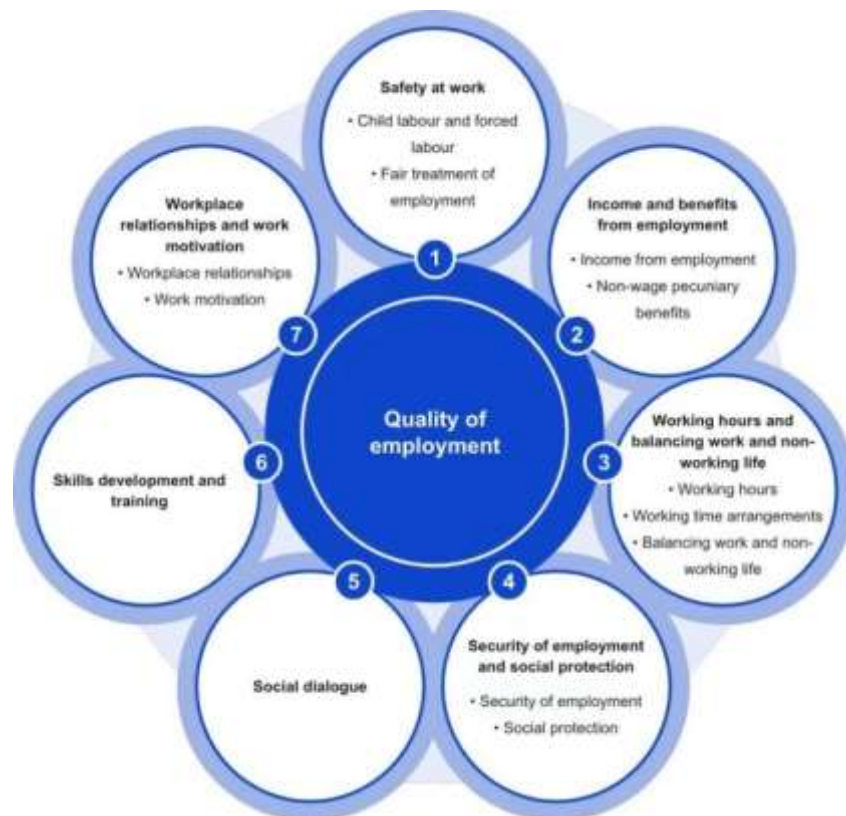 Safety at work
• Child labour and forced
labour
• Fair treatment of
employment
1
Income and benefits
from employment
• Income from employment
• Non-wage pecuniary
benefits
2
Working hours and
balancing work and non-
working life
• Working hours
• Working time arrangements
• Balancing work and non-
working life
3
Security of employment
and social protection
• Security of employment
• Social protection
4
Social dialogue
5
Skills development and
training
6
Workplace
relationships and work
motivation
• Workplace relationships
• Work motivation
7
Quality of
employment